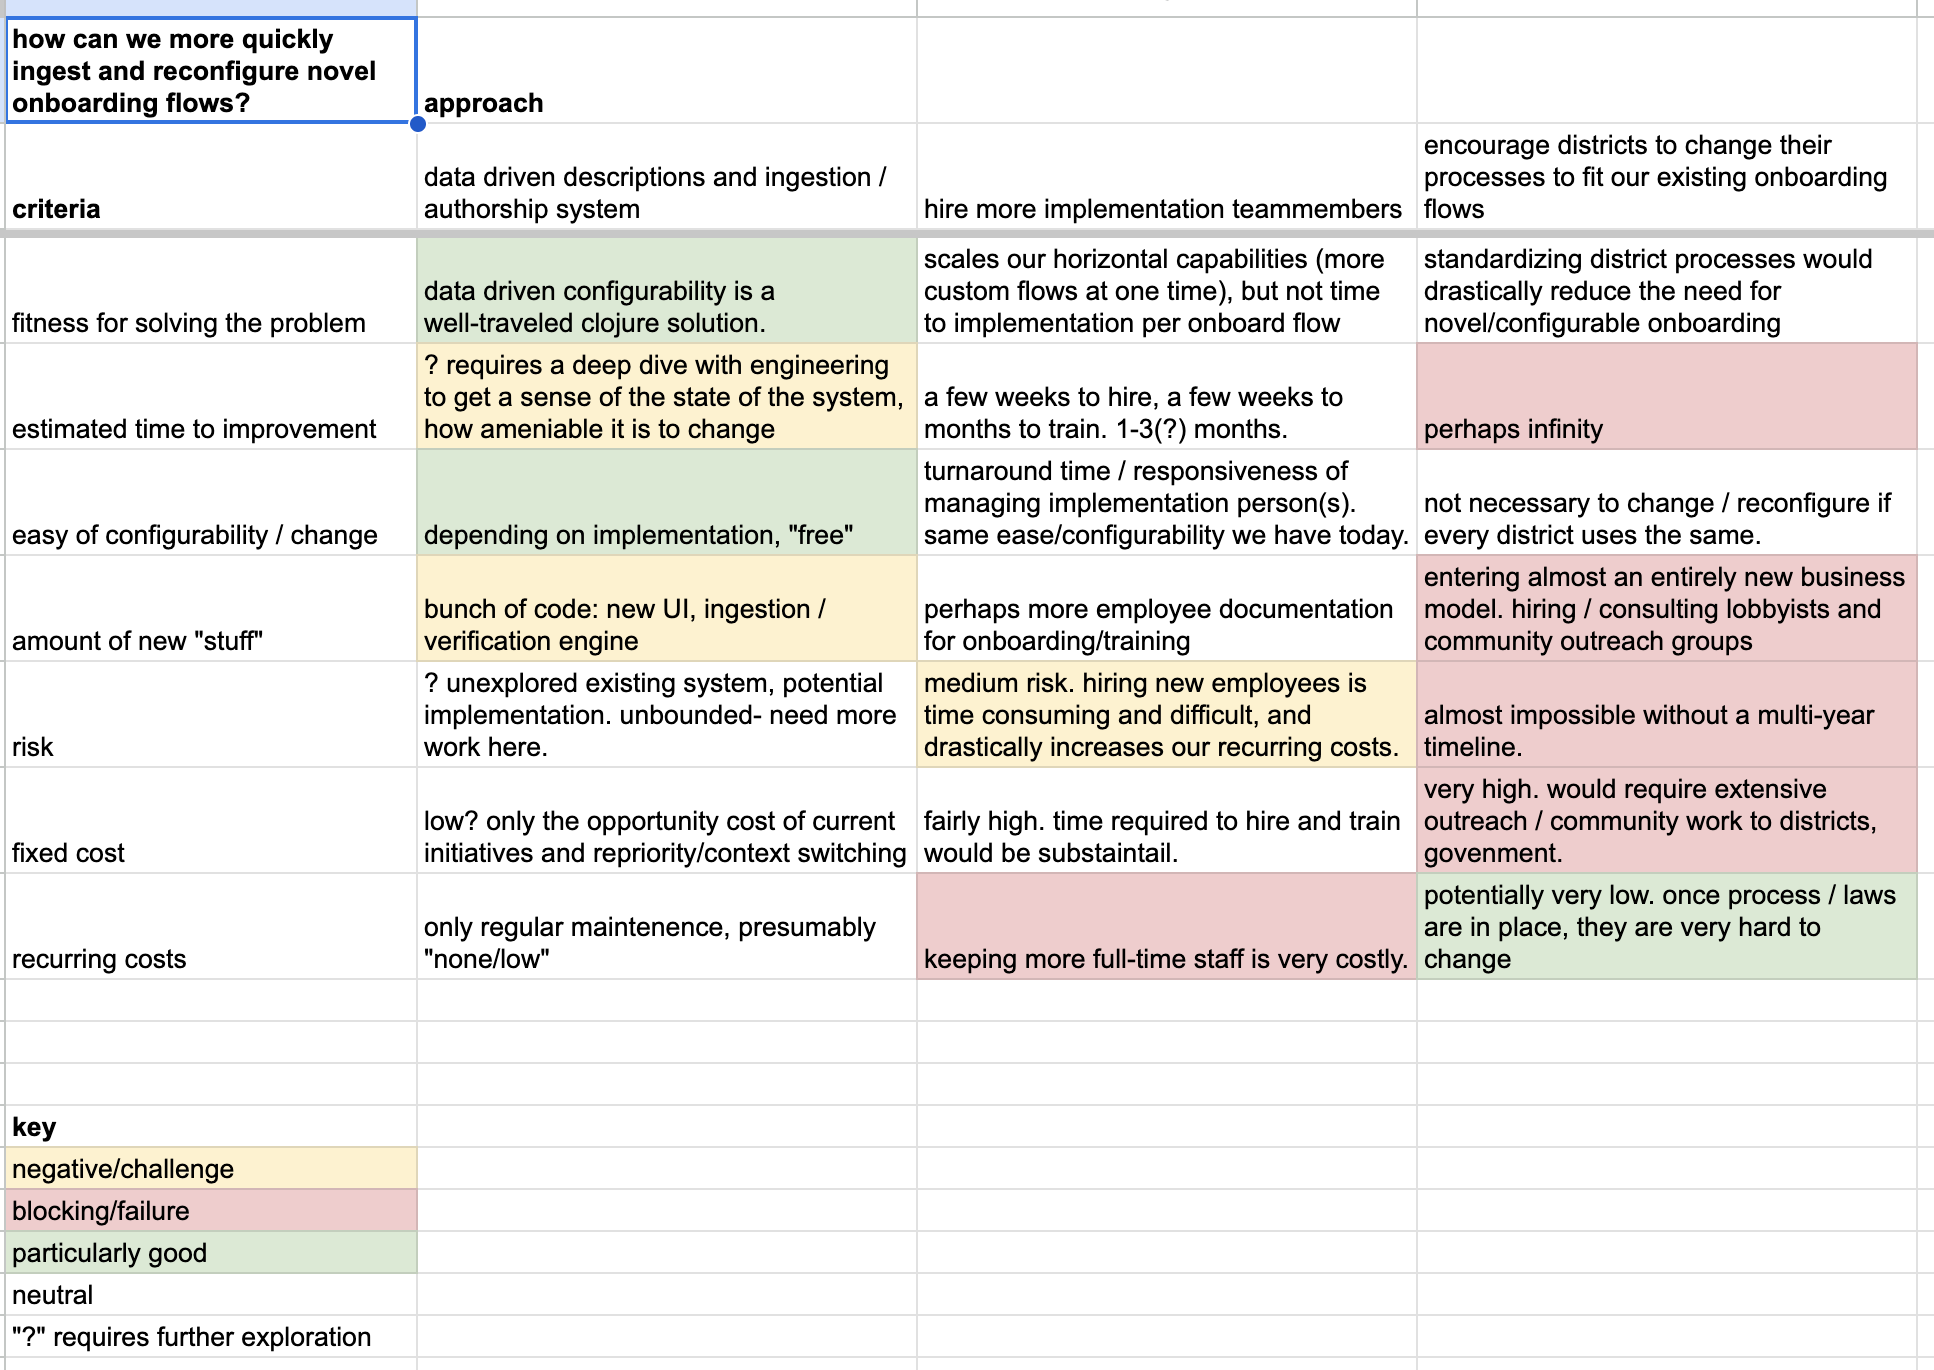 how can we more quickly
ingest and reconfigure novel
onboarding flows?
approach
criteria
data driven descriptions and ingestion /
authorship system
hire more implementation teammembers
encourage districts to change their
processes to fit our existing onboarding
flows
fitness for solving the problem
data driven configurability is a
well-traveled clojure solution.
scales our horizontal capabilities (more
custom flows at one time), but not time
to implementation per onboard flow
standardizing district processes would
drastically reduce the need for
novel/configurable onboarding
estimated time to improvement
? requires a deep dive with engineering
to get a sense of the state of the system,
how ameniable it is to change
a few weeks to hire, a few weeks to
months to train. 1-3(?) months.
perhaps infinity
easy of configurability / change
depending on implementation, "free"
turnaround time / responsiveness of
managing implementation person(s).
same ease/configurability we have today.
not necessary to change / reconfigure if
every district uses the same.
amount of new "stuff"
bunch of code: new UI, ingestion /
verification engine
perhaps more employee documentation
for onboarding/training
entering almost an entirely new business
model. hiring / consulting lobbyists and
community outreach groups
risk
? unexplored existing system, potential
implementation. unbounded- need more
work here.
medium risk. hiring new employees is
time consuming and difficult, and
drastically increases our recurring costs.
almost impossible without a multi-year
timeline.
fixed cost
low? only the opportunity cost of current
initiatives and repriority/context switching
fairly high. time required to hire and train
would be substaintail.
very high. would require extensive
outreach / community work to districts,
govenment.
recurring costs
only regular maintenence, presumably
"none/low"
keeping more full-time staff is very costly.
potentially very low. once process / laws
are in place, they are very hard to
change
key
negative/challenge
blocking/failure
particularly good
neutral
"?" requires further exploration